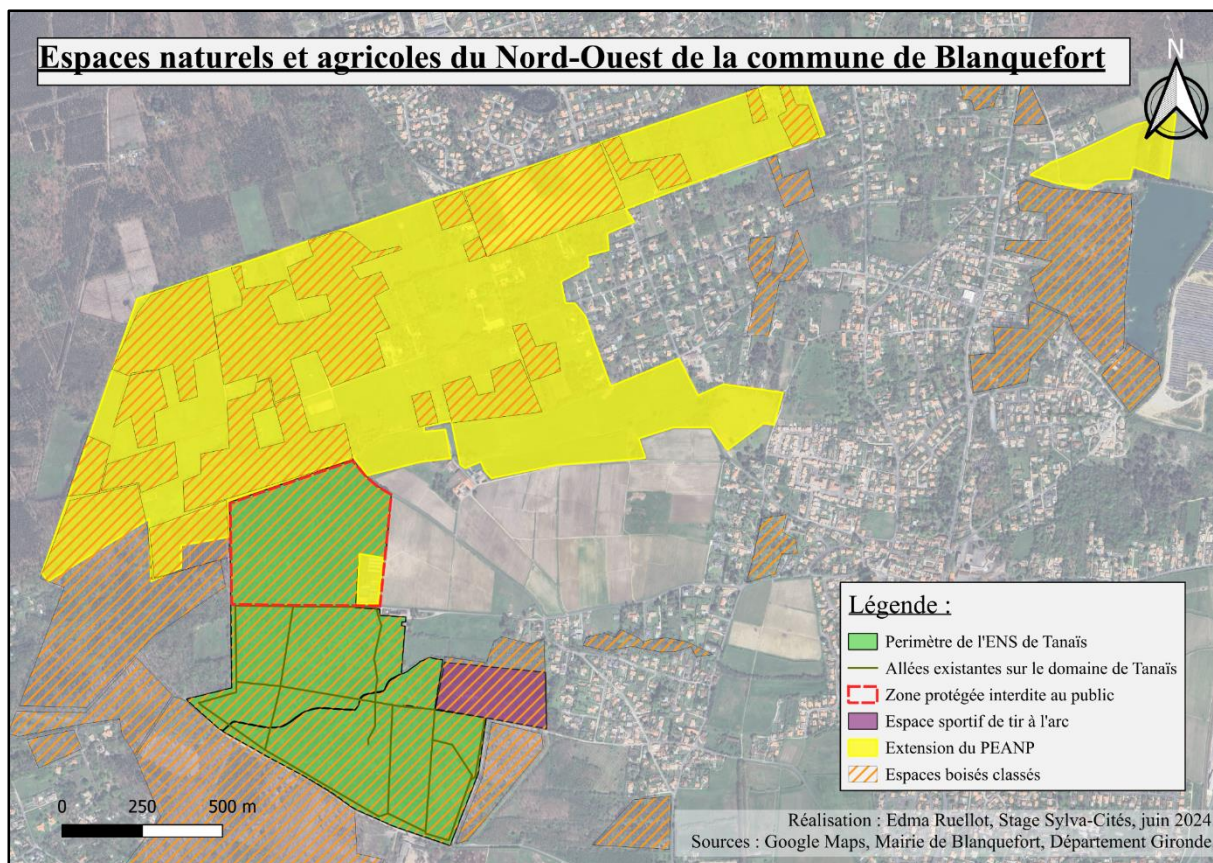 Espaces naturels et agricoles du Nord-Ouest de la commune de Blanquefort
N
Légende :
Perimètre de l'ENS de Tanaïs
Allées existantes sur le domaine de Tanaïs
Zone protégée interdite au public
Espace sportif de tir à l'arc
Extension du PEANP
Espaces boisés classés
0 250 500 m
Réalisation : Edma Ruellot, Stage Sylva-Cités, juin 2024
Sources : Google Maps, Mairie de Blanquefort, Département Gironde